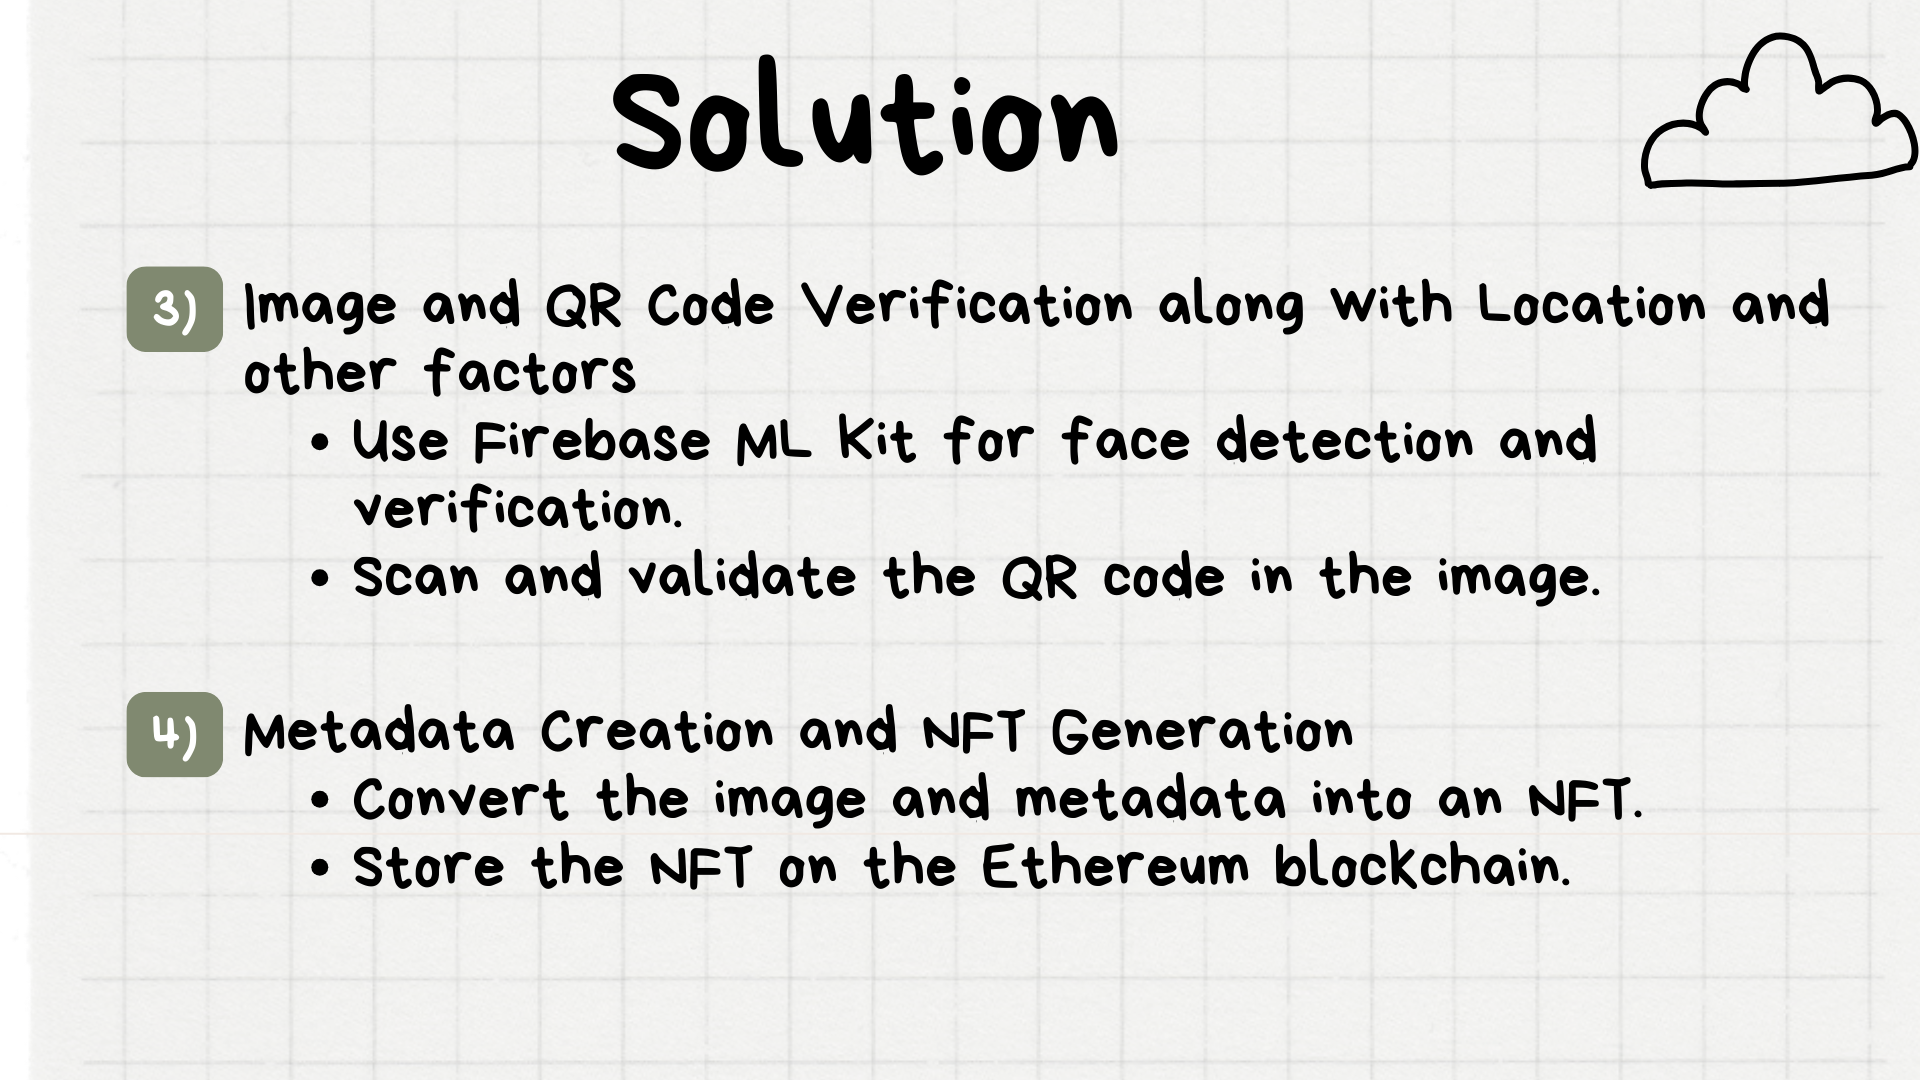 Solution
3) Image and QR Code Verification along with Location and
other factors
• Use Firebase ML Kit for face detection and
verification.
• Scan and validate the QR code in the image.
4) Metadata Creation and NFT Generation
• Convert the image and metadata into an NFT.
• Store the NFT on the Ethereum blockchain.